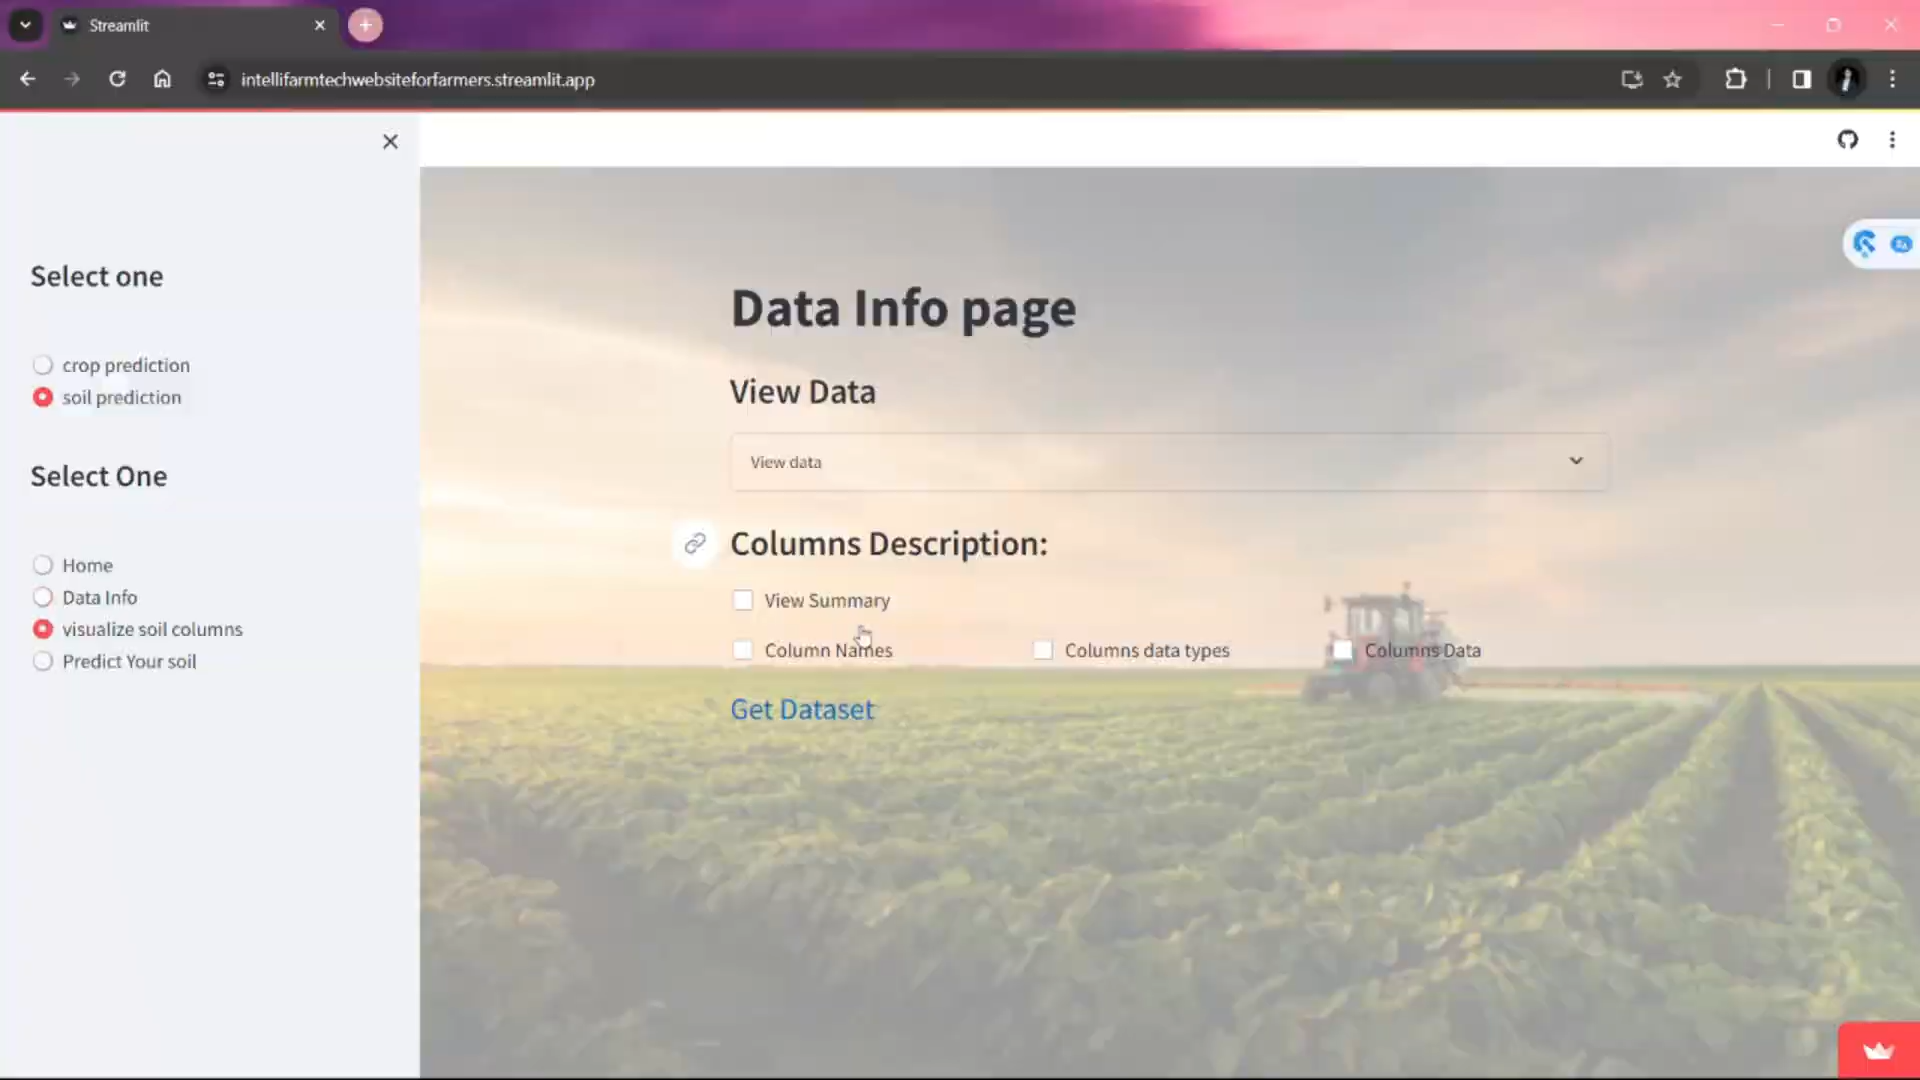 Streamlit
intellifarmtechwebsiteforfarmers.streamlit.app
Select one
crop prediction
soil prediction
Select One
Home
Data Info
visualize soil columns
Predict Your soil
Data Info page
View Data
View data
Columns Description:
View Summary
Column Names
Columns data types
Columns Data
Get Dataset